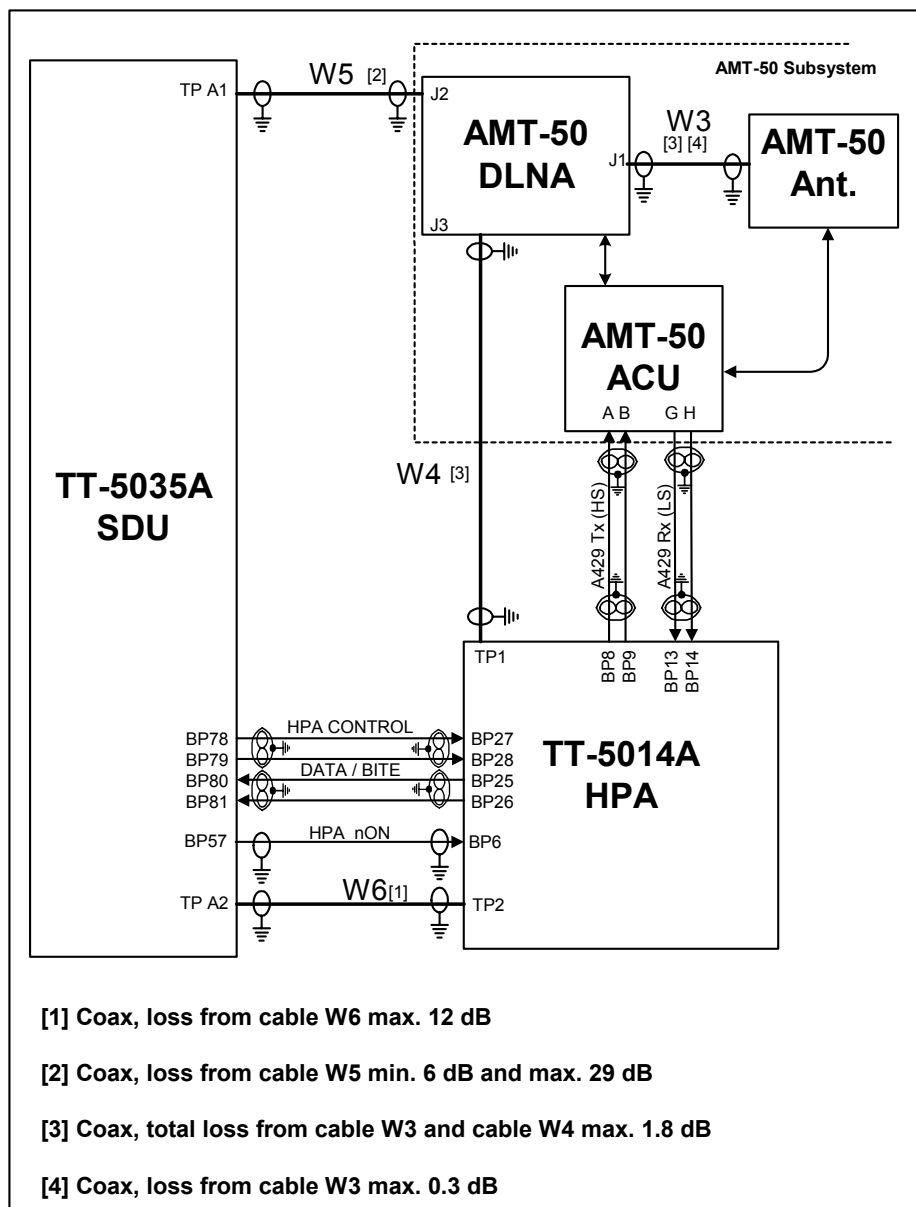 AMT-50 Subsystem
TP A1
W5 [2]
J2
AMT-50
DLNA
J1
J3
W3
[3] [4]
AMT-50
Ant.
AMT-50
ACU
A B G H
TT-5035A
SDU
W4 [3]
A429 Tx (HS)
A429 Rx (LS)
TP1
BP8
BP9
BP13
BP14
BP78
HPA CONTROL
BP27
BP79
BP28
BP80
DATA / BITE
BP25
BP81
BP26
BP57
HPA nON
BP6
TP A2
W6[1]
TP2
TT-5014A
HPA
[1] Coax, loss from cable W6 max. 12 dB
[2] Coax, loss from cable W5 min. 6 dB and max. 29 dB
[3] Coax, total loss from cable W3 and cable W4 max. 1.8 dB
[4] Coax, loss from cable W3 max. 0.3 dB